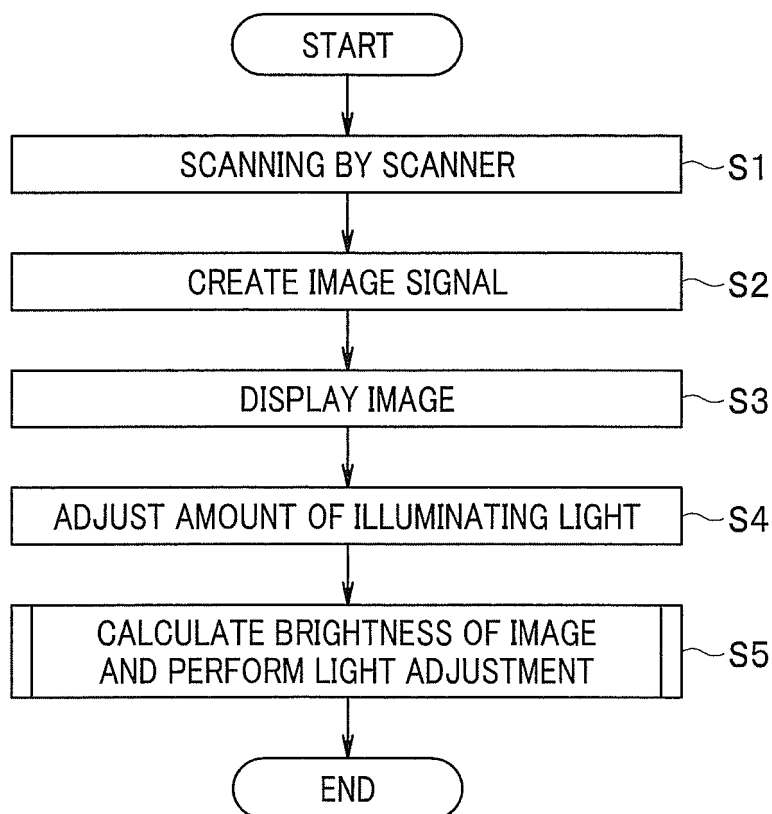 START
SCANNING BY SCANNER
S1
CREATE IMAGE SIGNAL
S2
DISPLAY IMAGE
S3
ADJUST AMOUNT OF ILLUMINATING LIGHT
S4
CALCULATE BRIGHTNESS OF IMAGE
AND PERFORM LIGHT ADJUSTMENT
S5
END